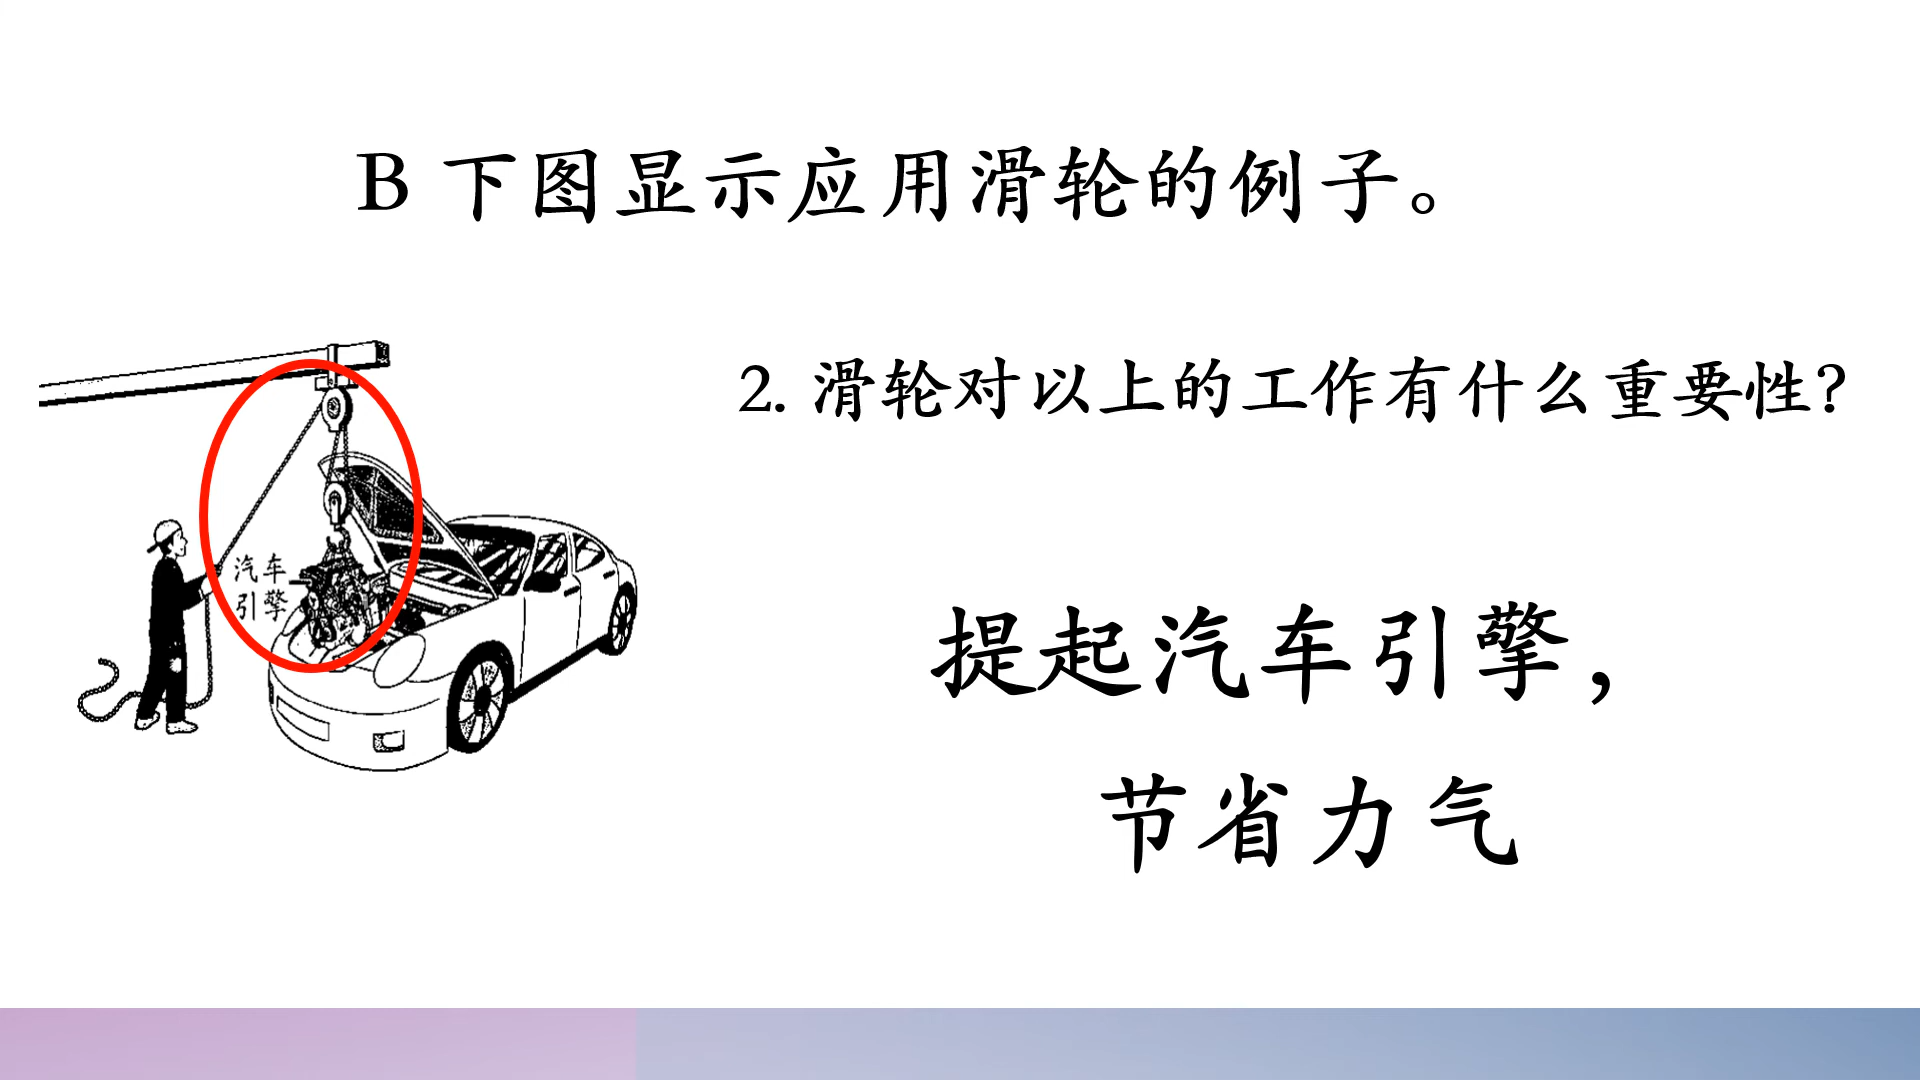 B 下图显示应用滑轮的例子。
2. 滑轮对以上的工作有什么重要性?
汽车
引擎
提起汽车引擎，
节省力气